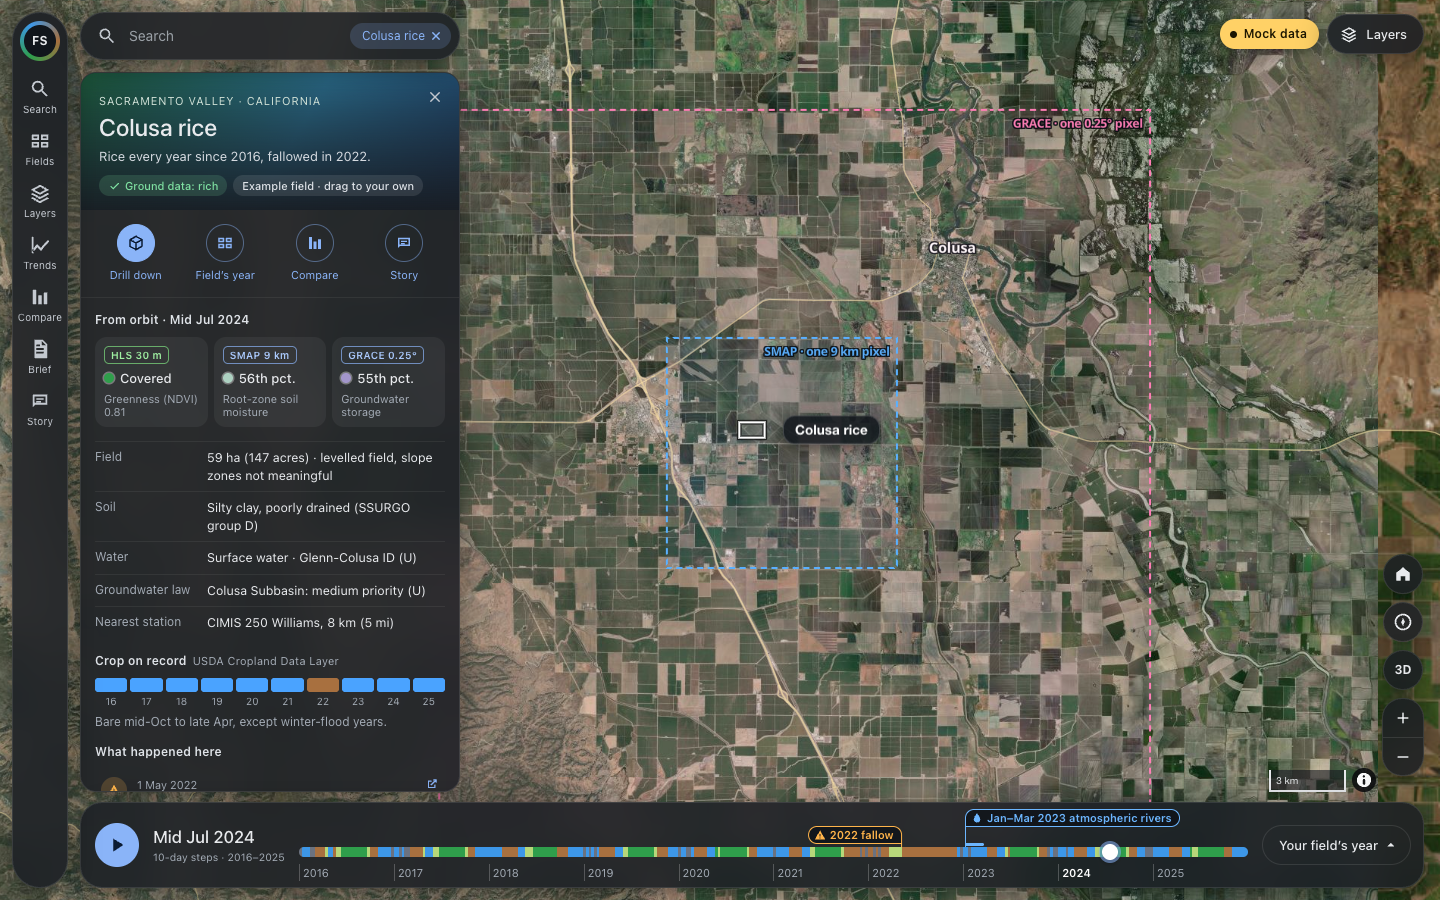 FS
Search
Fields
Layers
Trends
Compare
Brief
Story
Search
Colusa rice
SACRAMENTO VALLEY · CALIFORNIA
Colusa rice
Rice every year since 2016, fallowed in 2022.
Ground data: rich
Example field · drag to your own
Drill down
Field's year
Compare
Story
From orbit · Mid Jul 2024
HLS 30 m
Covered
Greenness (NDVI)
0.81
SMAP 9 km
56th pct.
Root-zone soil
moisture
GRACE 0.25°
55th pct.
Groundwater
storage
Field
59 ha (147 acres) · levelled field, slope
zones not meaningful
Soil
Silty clay, poorly drained (SSURGO
group D)
Water
Surface water · Glenn-Colusa ID (U)
Groundwater law
Colusa Subbasin: medium priority (U)
Nearest station
CIMIS 250 Williams, 8 km (5 mi)
Crop on record USDA Cropland Data Layer
16 17 18 19 20 21 22 23 24 25
Bare mid-Oct to late Apr, except winter-flood years.
What happened here
1 May 2022
Mock data
Layers
GRACE · one 0.25° pixel
Colusa
SMAP · one 9 km pixel
Colusa rice
3D
3 km
Mid Jul 2024
10-day steps · 2016–2025
2022 fallow
Jan–Mar 2023 atmospheric rivers
2016 2017 2018 2019 2020 2021 2022 2023 2024 2025
Your field's year